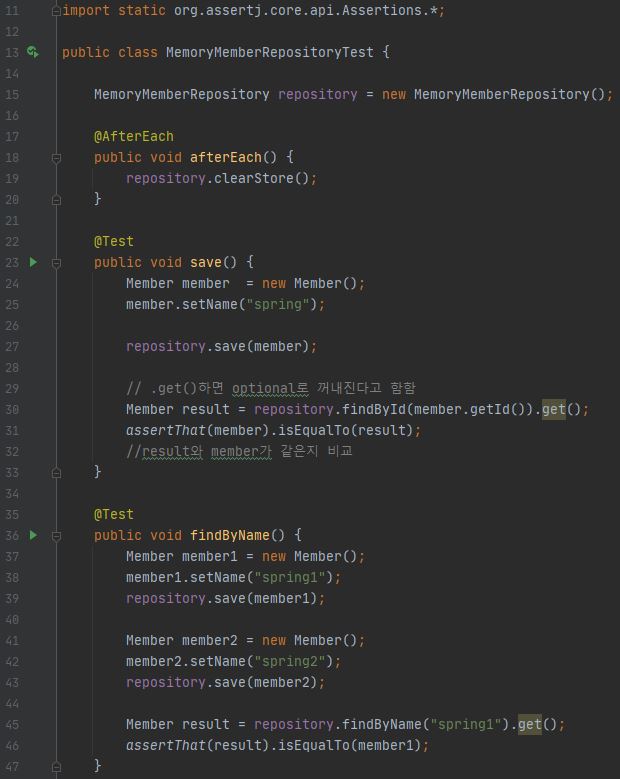 11 import static org.assertj.core.api.Assertions.*;
12
13 public class MemoryMemberRepositoryTest {
14
15     MemoryMemberRepository repository = new MemoryMemberRepository();
16
17     @AfterEach
18     public void afterEach() {
19         repository.clearStore();
20     }
21
22     @Test
23     public void save() {
24         Member member  = new Member();
25         member.setName("spring");
26
27         repository.save(member);
28
29         // .get()하면 optional로 꺼내진다고 함함
30         Member result = repository.findById(member.getId()).get();
31         assertThat(member).isEqualTo(result);
32         //result와 member가 같은지 비교
33     }
34
35     @Test
36     public void findByName() {
37         Member member1 = new Member();
38         member1.setName("spring1");
39         repository.save(member1);
40
41         Member member2 = new Member();
42         member2.setName("spring2");
43         repository.save(member2);
44
45         Member result = repository.findByName("spring1").get();
46         assertThat(result).isEqualTo(member1);
47     }